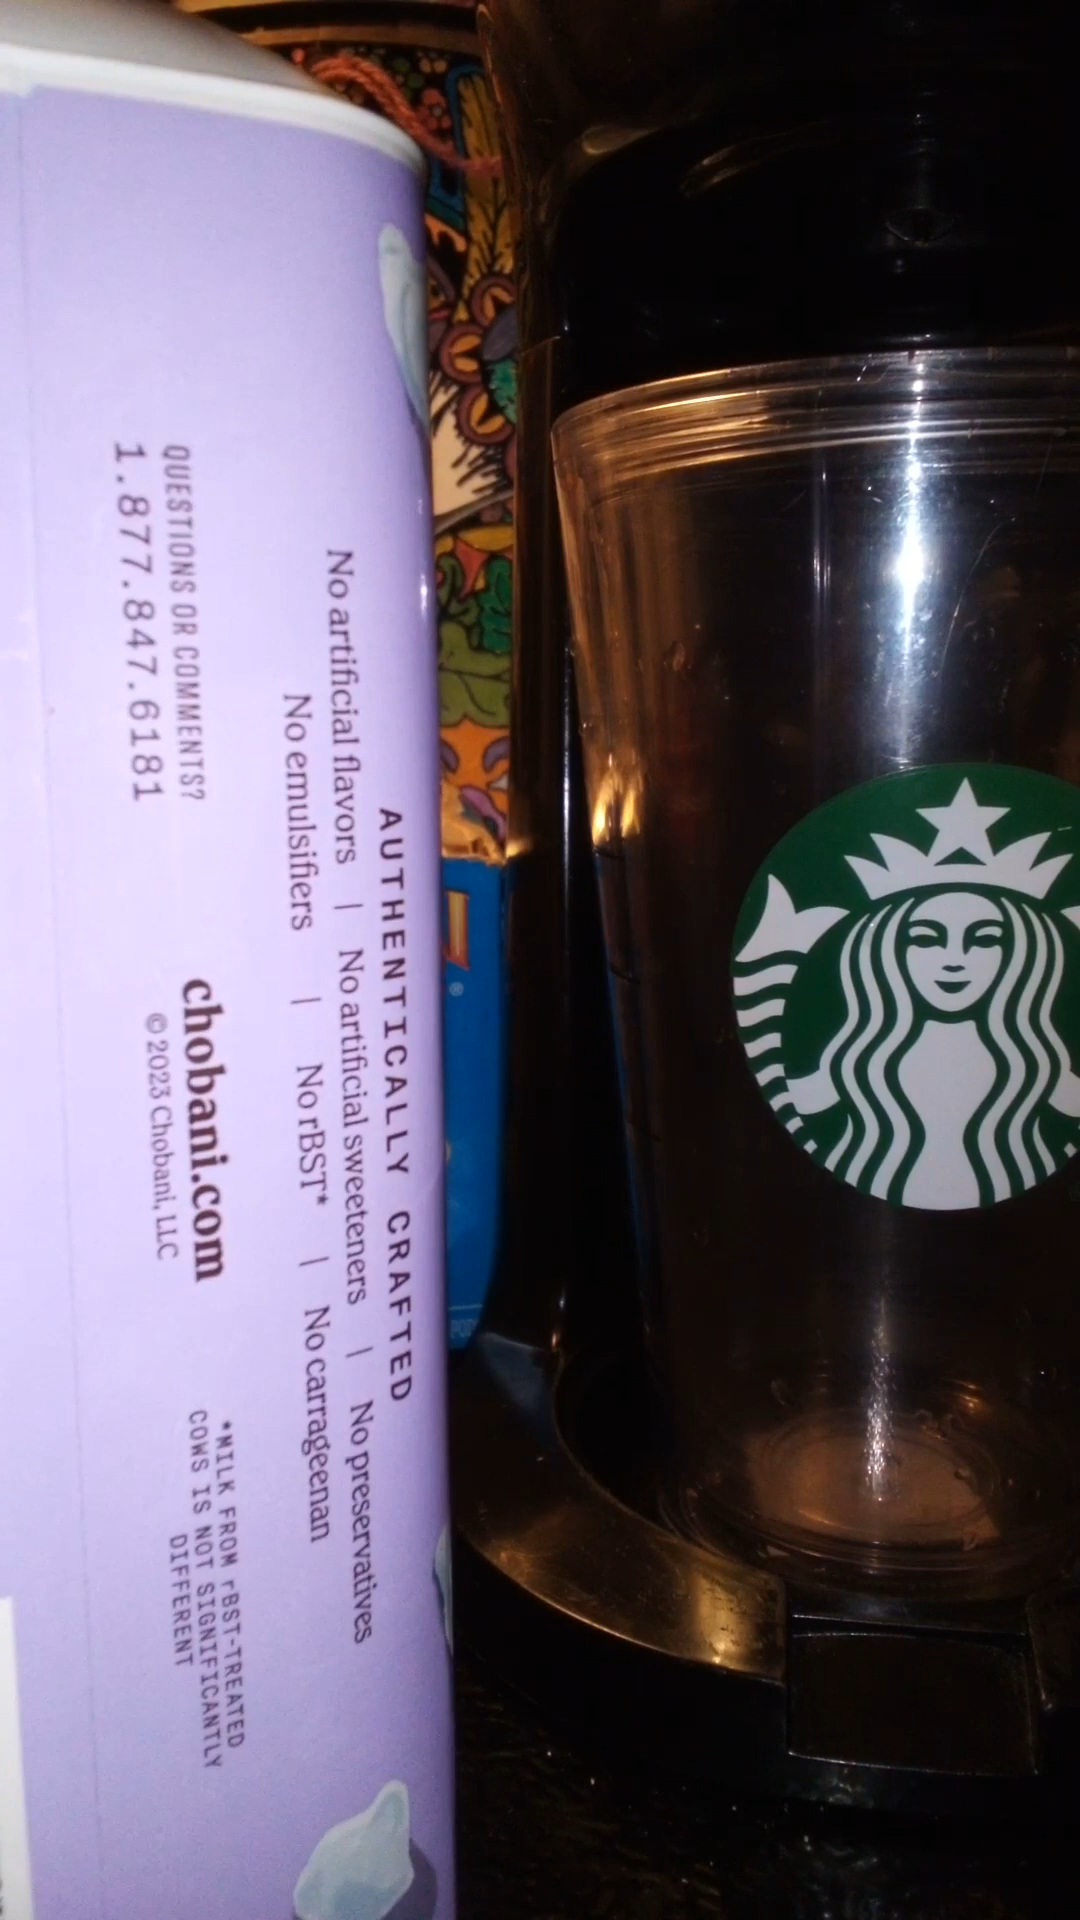 AUTHENTICALLY CRAFTED
No artificial flavors | No artificial sweeteners | No preservatives
No emulsifiers | No rBST* | No carrageenan
QUESTIONS OR COMMENTS?
1.877.847.6181
chobani.com
©2023 Chobani, LLC
*MILK FROM rBST-TREATED
COWS IS NOT SIGNIFICANTLY
DIFFERENT